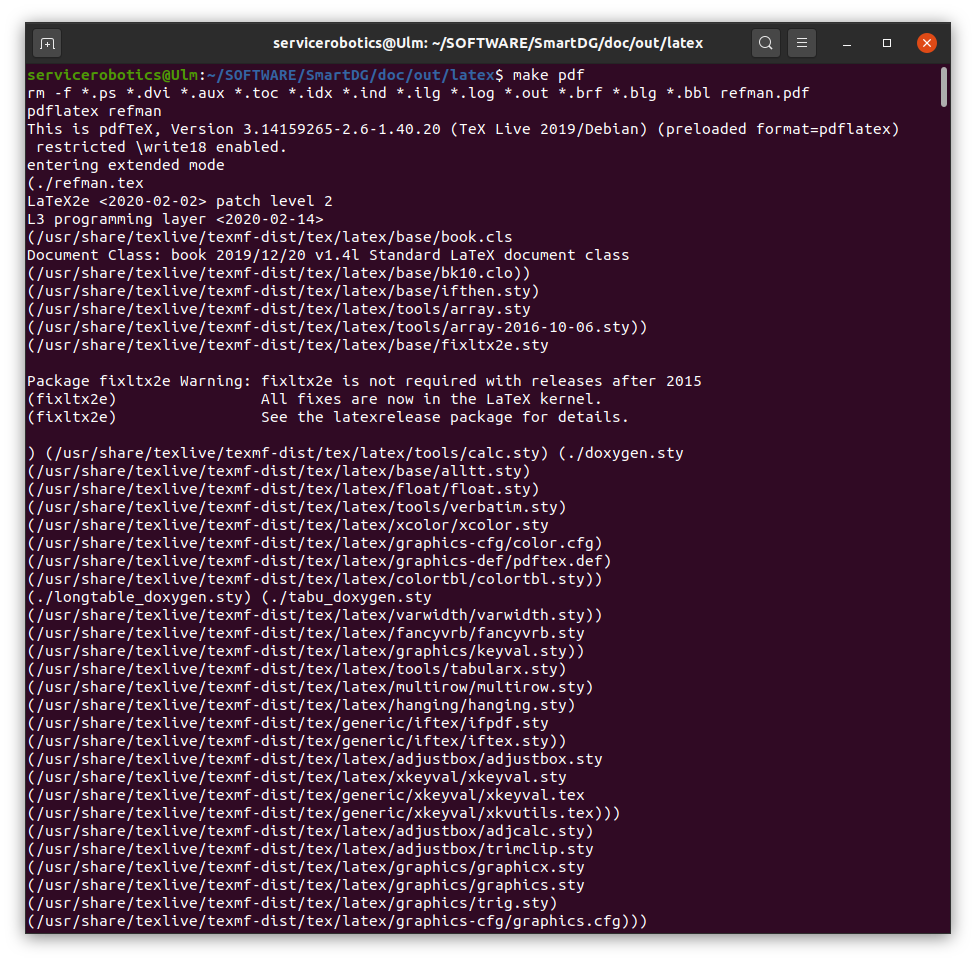 servicerobotics@Ulm: ~/SOFTWARE/SmartDG/doc/out/latex
servicerobotics@Ulm:~/SOFTWARE/SmartDG/doc/out/latex$ make pdf
rm -f *.ps *.dvi *.aux *.toc *.idx *.ind *.ilg *.log *.out *.brf *.blg *.bbl refman.pdf
pdflatex refman
This is pdfTeX, Version 3.14159265-2.6-1.40.20 (TeX Live 2019/Debian) (preloaded format=pdflatex)
 restricted \write18 enabled.
entering extended mode
(./refman.tex
LaTeX2e <2020-02-02> patch level 2
L3 programming layer <2020-02-14>
(/usr/share/texlive/texmf-dist/tex/latex/base/book.cls
Document Class: book 2019/12/20 v1.4l Standard LaTeX document class
(/usr/share/texlive/texmf-dist/tex/latex/base/bk10.clo))
(/usr/share/texlive/texmf-dist/tex/latex/base/ifthen.sty)
(/usr/share/texlive/texmf-dist/tex/latex/tools/array.sty
(/usr/share/texlive/texmf-dist/tex/latex/tools/array-2016-10-06.sty))
(/usr/share/texlive/texmf-dist/tex/latex/base/fixltx2e.sty

Package fixltx2e Warning: fixltx2e is not required with releases after 2015
(fixltx2e)                All fixes are now in the LaTeX kernel.
(fixltx2e)                See the latexrelease package for details.

) (/usr/share/texlive/texmf-dist/tex/latex/tools/calc.sty) (./doxygen.sty
(/usr/share/texlive/texmf-dist/tex/latex/base/alltt.sty)
(/usr/share/texlive/texmf-dist/tex/latex/float/float.sty)
(/usr/share/texlive/texmf-dist/tex/latex/tools/verbatim.sty)
(/usr/share/texlive/texmf-dist/tex/latex/xcolor/xcolor.sty
(/usr/share/texlive/texmf-dist/tex/latex/graphics-cfg/color.cfg)
(/usr/share/texlive/texmf-dist/tex/latex/graphics-def/pdftex.def)
(/usr/share/texlive/texmf-dist/tex/latex/colortbl/colortbl.sty))
(./longtable_doxygen.sty) (./tabu_doxygen.sty
(/usr/share/texlive/texmf-dist/tex/latex/varwidth/varwidth.sty))
(/usr/share/texlive/texmf-dist/tex/latex/fancyvrb/fancyvrb.sty
(/usr/share/texlive/texmf-dist/tex/latex/graphics/keyval.sty))
(/usr/share/texlive/texmf-dist/tex/latex/tools/tabularx.sty)
(/usr/share/texlive/texmf-dist/tex/latex/multirow/multirow.sty)
(/usr/share/texlive/texmf-dist/tex/latex/hanging/hanging.sty)
(/usr/share/texlive/texmf-dist/tex/generic/iftex/ifpdf.sty
(/usr/share/texlive/texmf-dist/tex/generic/iftex/iftex.sty))
(/usr/share/texlive/texmf-dist/tex/latex/adjustbox/adjustbox.sty
(/usr/share/texlive/texmf-dist/tex/latex/xkeyval/xkeyval.sty
(/usr/share/texlive/texmf-dist/tex/generic/xkeyval/xkeyval.tex
(/usr/share/texlive/texmf-dist/tex/generic/xkeyval/xkvutils.tex)))
(/usr/share/texlive/texmf-dist/tex/latex/adjustbox/adjcalc.sty)
(/usr/share/texlive/texmf-dist/tex/latex/adjustbox/trimclip.sty
(/usr/share/texlive/texmf-dist/tex/latex/graphics/graphicx.sty
(/usr/share/texlive/texmf-dist/tex/latex/graphics/graphics.sty
(/usr/share/texlive/texmf-dist/tex/latex/graphics/trig.sty)
(/usr/share/texlive/texmf-dist/tex/latex/graphics-cfg/graphics.cfg)))